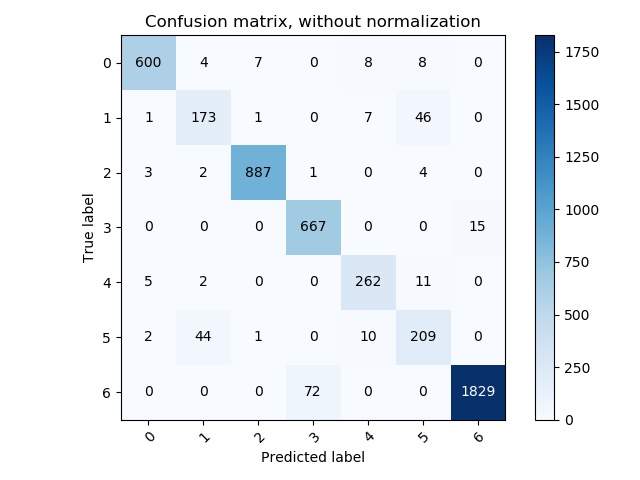 Confusion matrix, without normalization
True label
0 600 4 7 0 8 8 0
1 1 173 1 0 7 46 0
2 3 2 887 1 0 4 0
3 0 0 0 667 0 0 15
4 5 2 0 0 262 11 0
5 2 44 1 0 10 209 0
6 0 0 0 72 0 0 1829
0 1 2 3 4 5 6
Predicted label
1750
1500
1250
1000
750
500
250
0